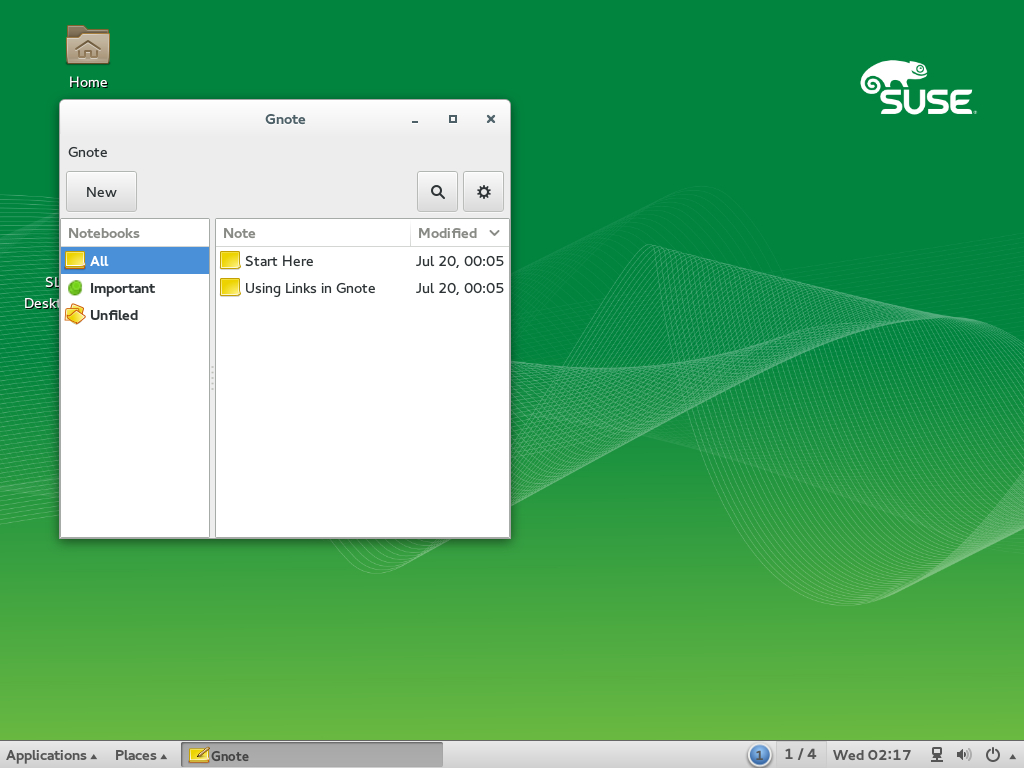 Home
SUSE
Gnote
Gnote
New
Notebooks
Note
Modified
All
Start Here
Jul 20, 00:05
Important
Using Links in Gnote
Jul 20, 00:05
Unfiled
SL
Deskt
Applications
Places
Gnote
1
1 / 4
Wed 02:17